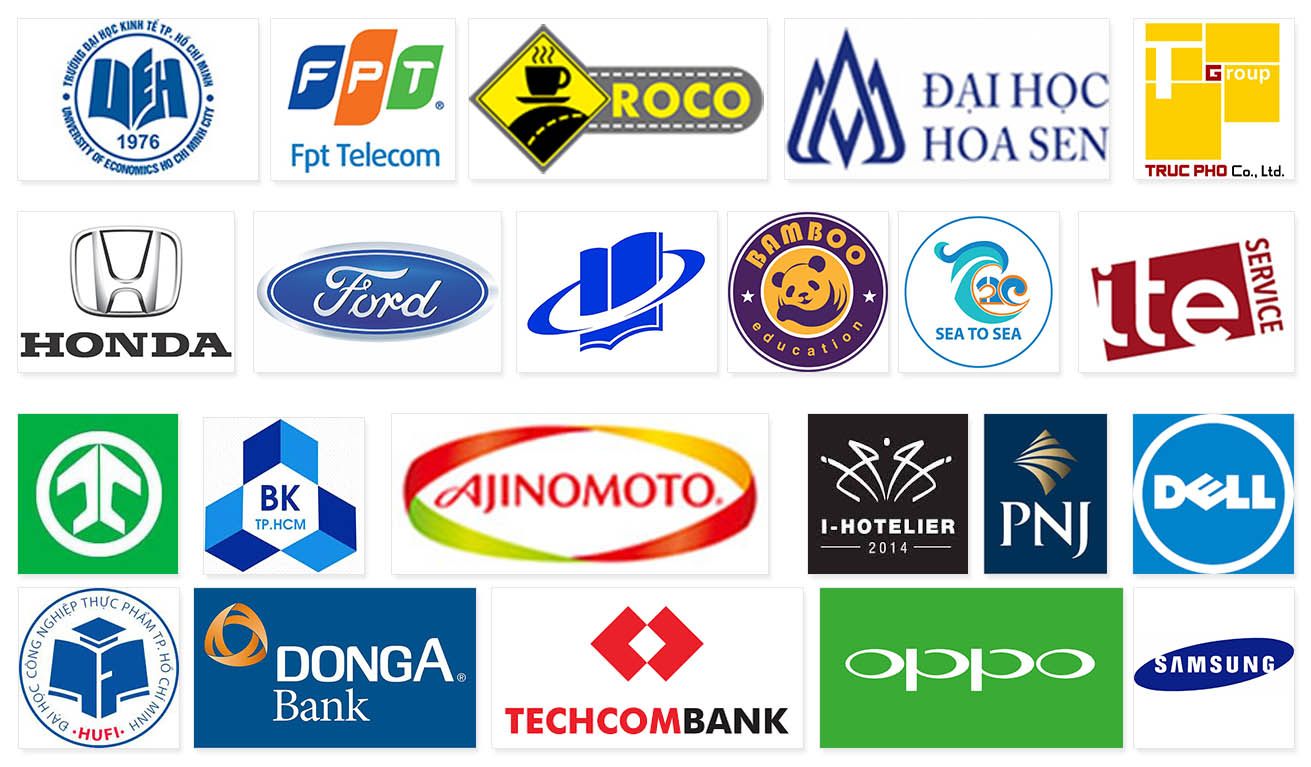 TRƯỜNG ĐẠI HỌC KINH TẾ TP. HỒ CHÍ MINH
UEH
1976
UNIVERSITY OF ECONOMICS HO CHI MINH CITY
FPT
®
Fpt Telecom
ROCO
ĐẠI HỌC
HOA SEN
T
Group
TRUC PHO Co., Ltd.
HONDA
Ford
BAMBOO
education
SEA TO SEA
ite
SERVICE
BK
TP.HCM
AJINOMOTO®
I-HOTELIER
2014
PNJ
DELL
ĐẠI HỌC CÔNG NGHIỆP THỰC PHẨM TP. HỒ CHÍ MINH
F
·HUFI·
DONGA®
Bank
TECHCOMBANK
oppo
SAMSUNG